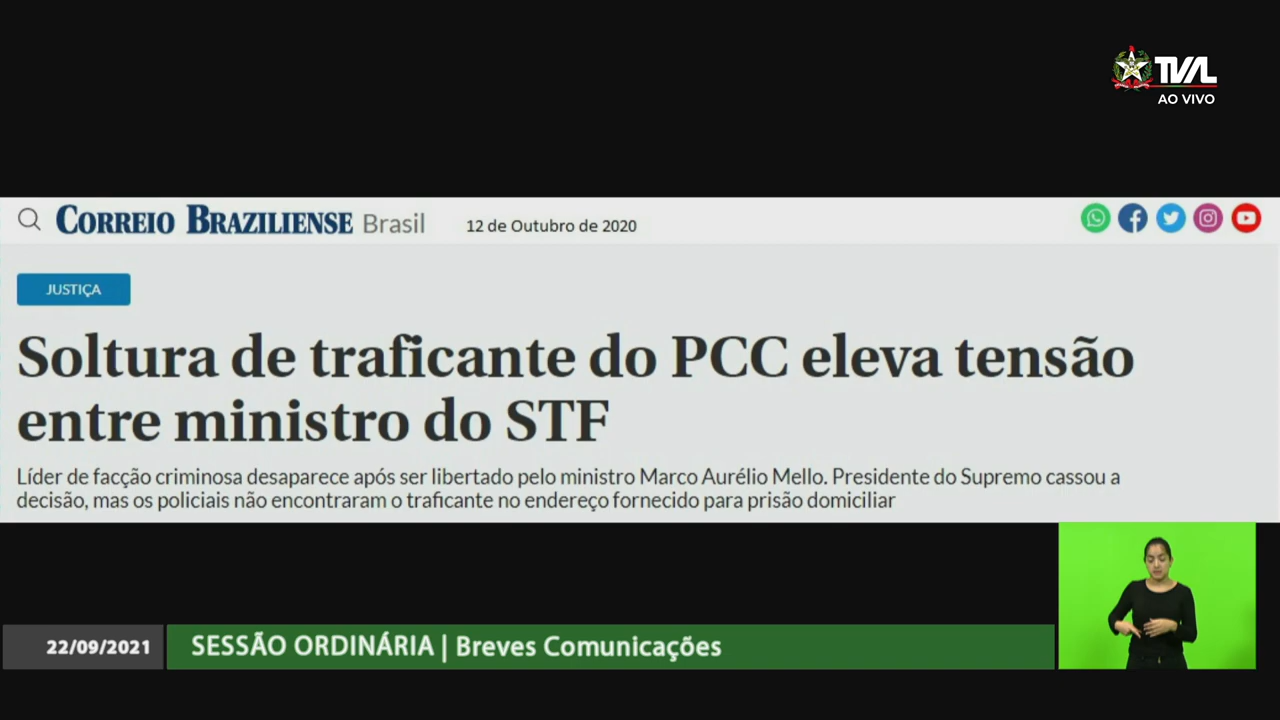 TVAL
AO VIVO
CORREIO BRAZILIENSE Brasil 12 de Outubro de 2020
JUSTIÇA
Soltura de traficante do PCC eleva tensão
entre ministro do STF
Líder de facção criminosa desaparece após ser libertado pelo ministro Marco Aurélio Mello. Presidente do Supremo cassou a
decisão, mas os policiais não encontraram o traficante no endereço fornecido para prisão domiciliar
22/09/2021 SESSÃO ORDINÁRIA | Breves Comunicações